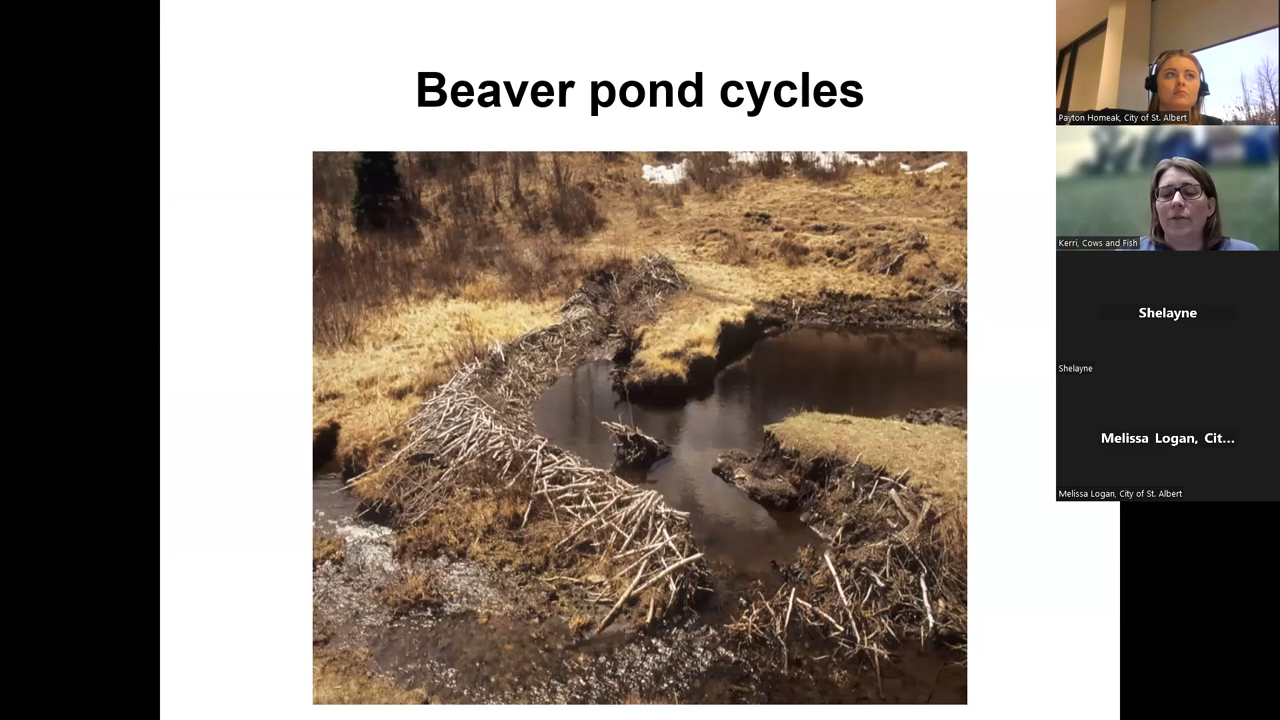 Beaver pond cycles
Payton Homeak, City of St. Albert
Kerri, Cows and Fish
Shelayne
Shelayne
Melissa Logan, Cit...
Melissa Logan, City of St. Albert